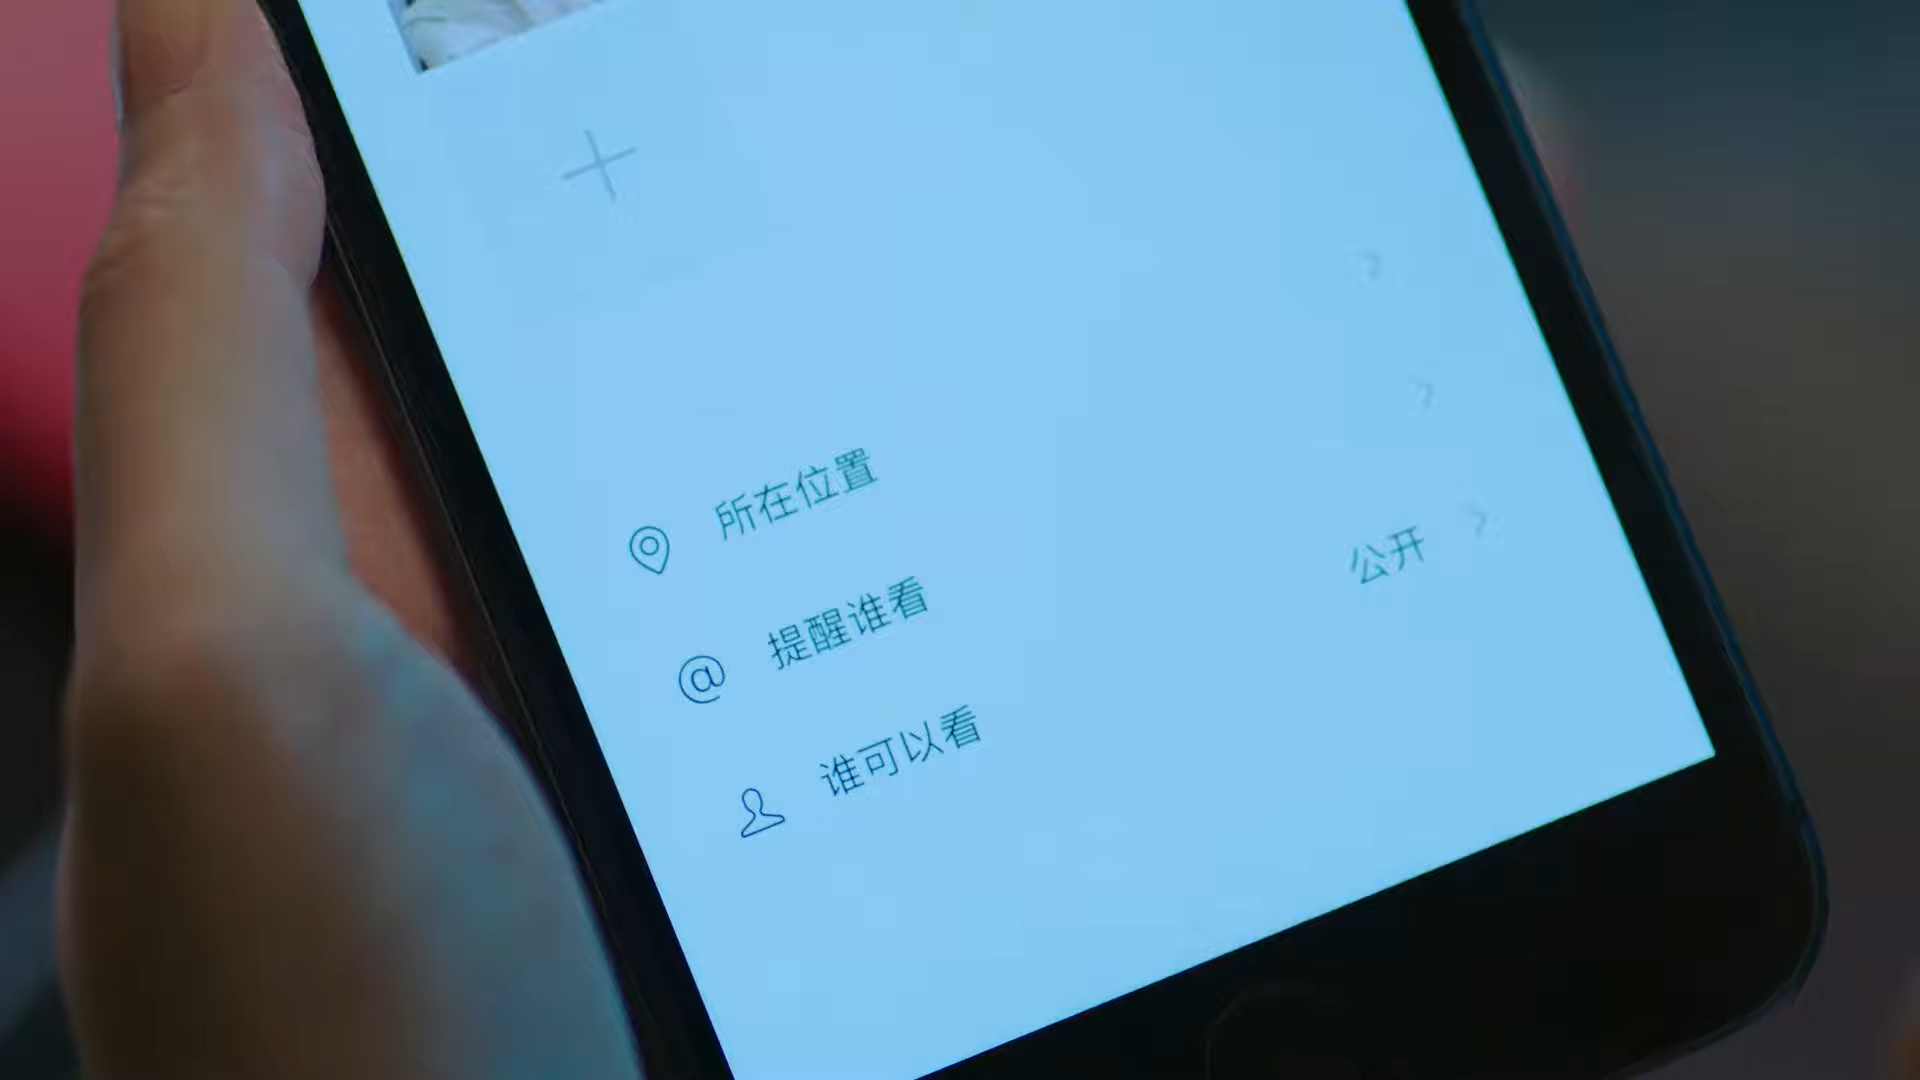 所在位置
@ 提醒谁看
谁可以看 公开